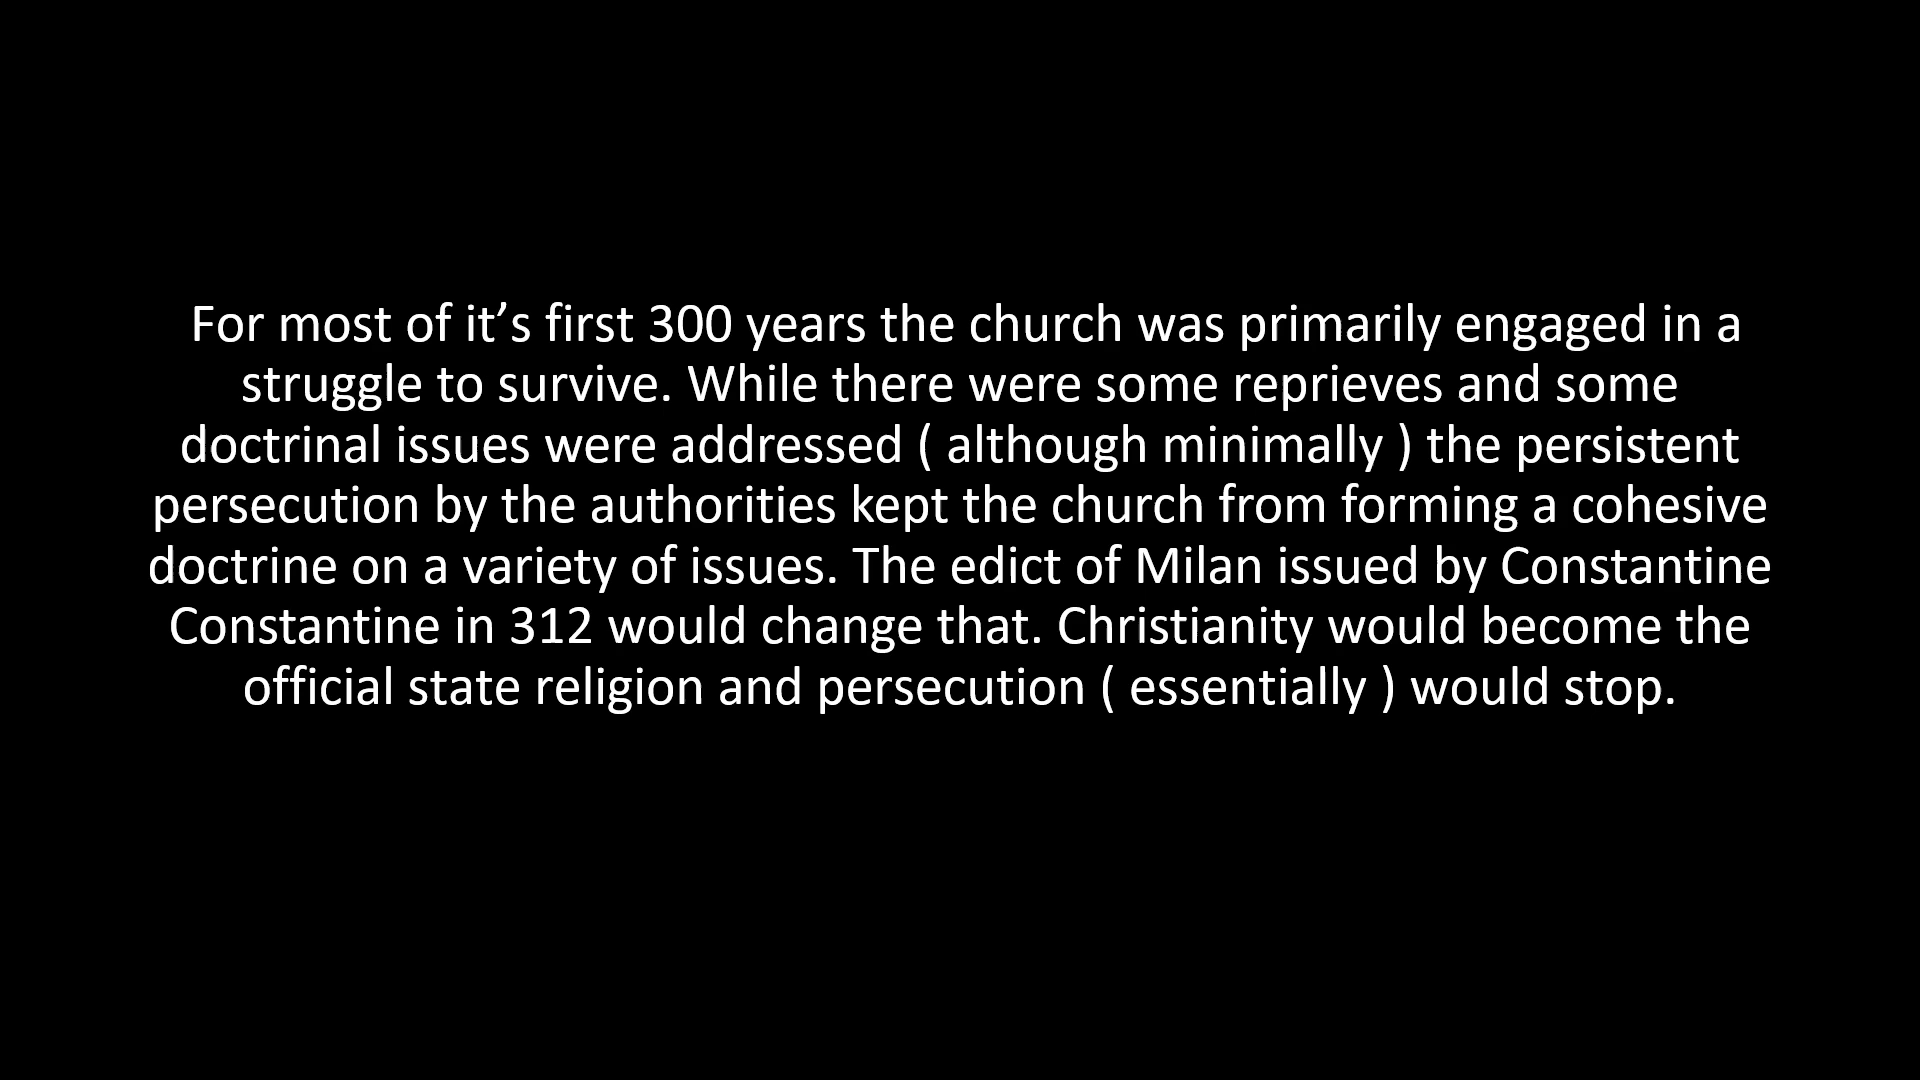 For most of it’s first 300 years the church was primarily engaged in a
struggle to survive. While there were some reprieves and some
doctrinal issues were addressed ( although minimally ) the persistent
persecution by the authorities kept the church from forming a cohesive
doctrine on a variety of issues. The edict of Milan issued by Constantine
Constantine in 312 would change that. Christianity would become the
official state religion and persecution ( essentially ) would stop.